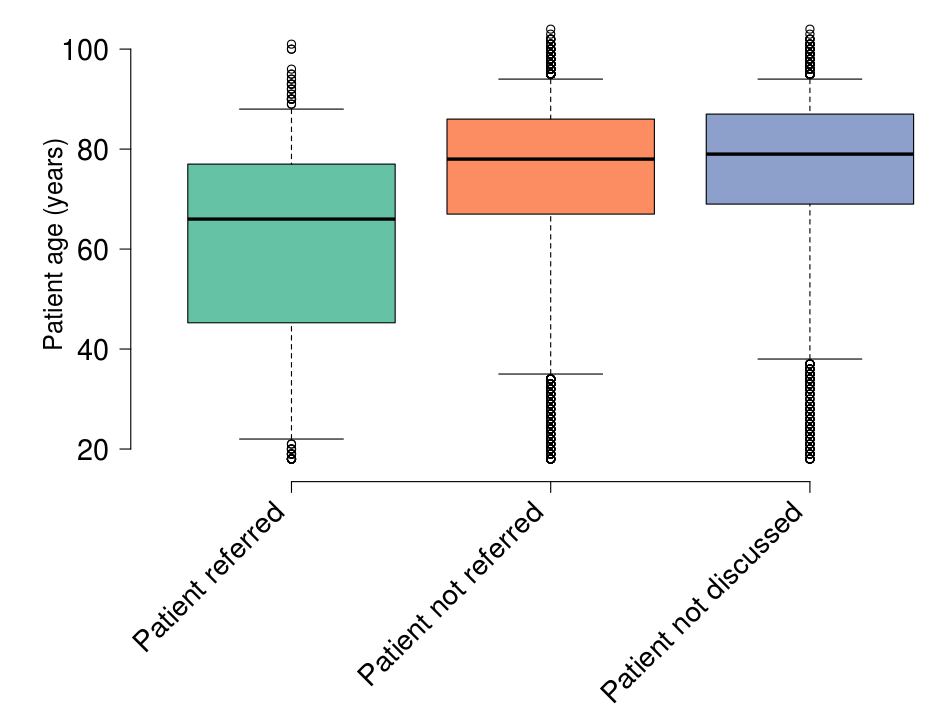 Patient age (years)
100
80
60
40
20
Patient referred
Patient not referred
Patient not discussed